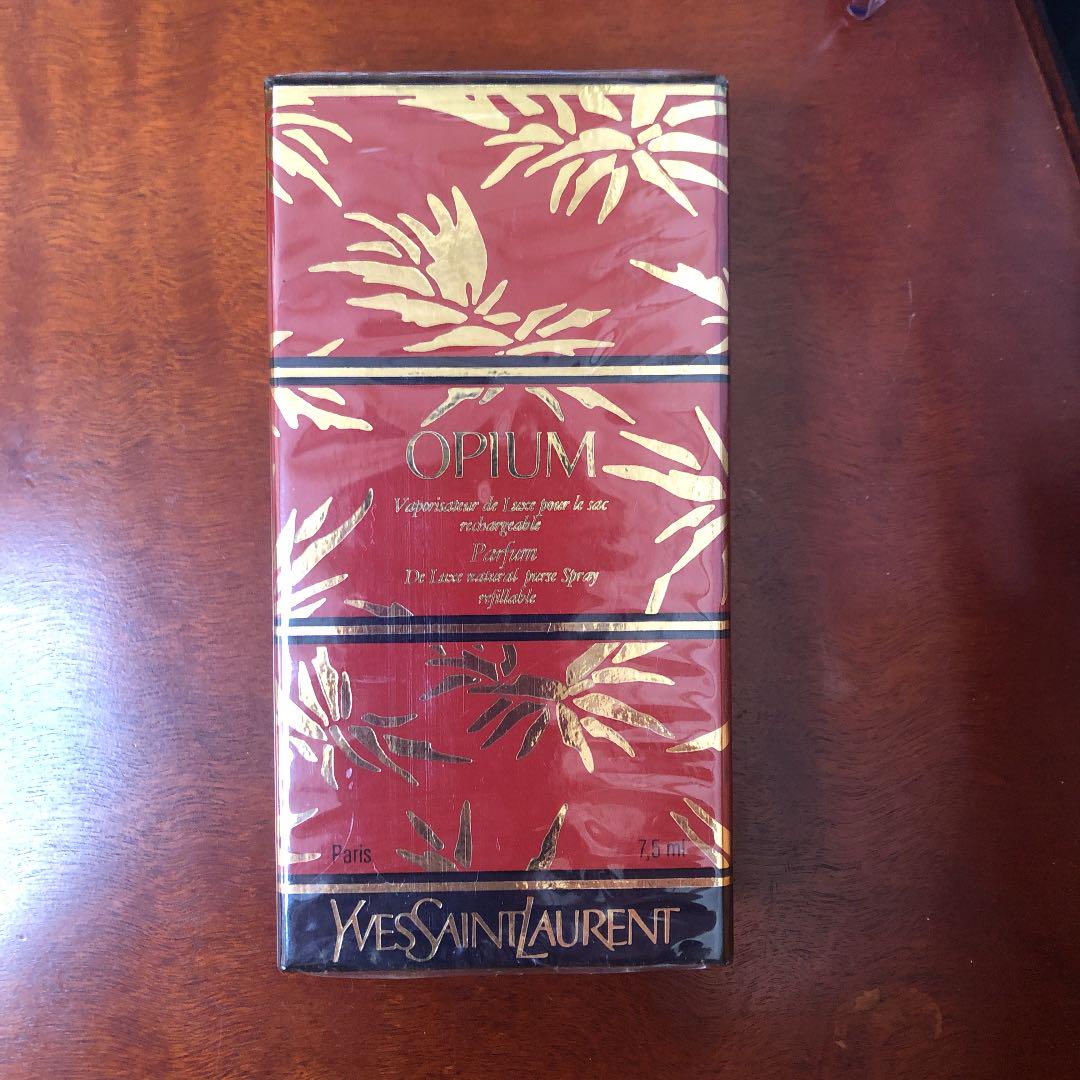 OPIUM
Vaporisateur de Luxe pour le sac
rechargeable
Parfum
De Luxe natural purse Spray
refillable
Paris 7,5 ml
YVESSAINTLAURENT